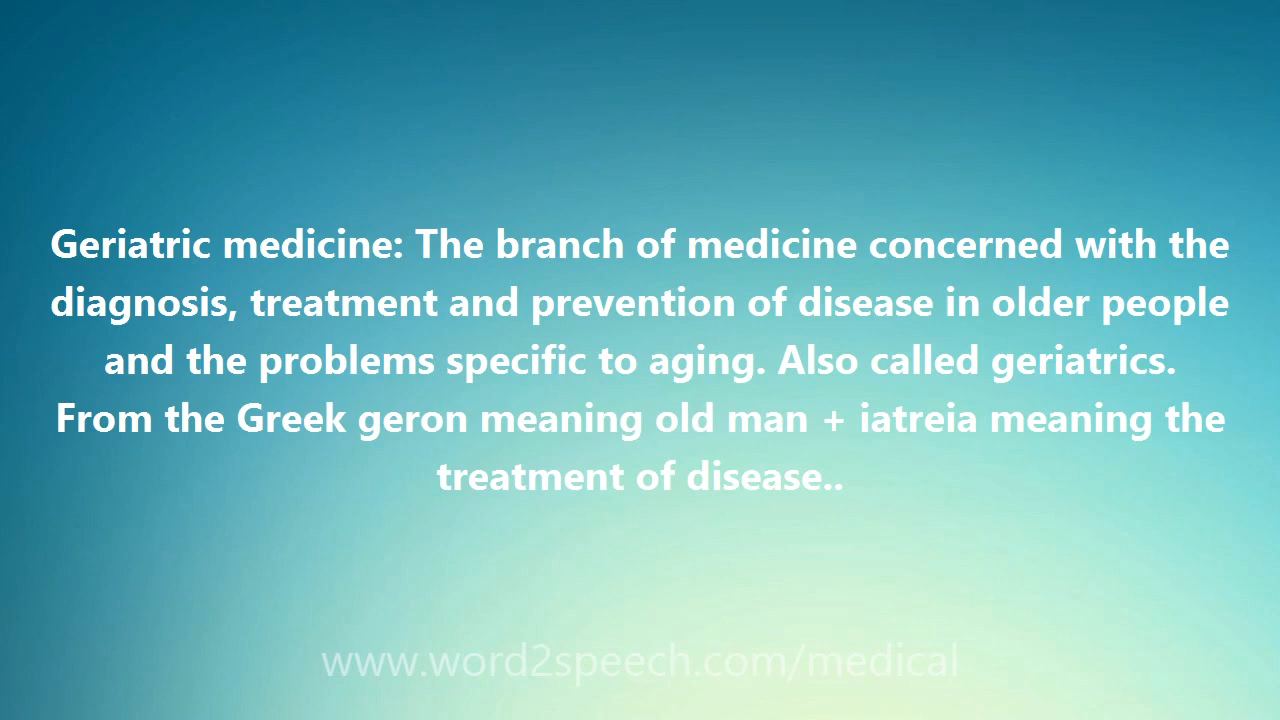 Geriatric medicine: The branch of medicine concerned with the
diagnosis, treatment and prevention of disease in older people
and the problems specific to aging. Also called geriatrics.
From the Greek geron meaning old man + iatreia meaning the
treatment of disease..
www.word2speech.com/medical